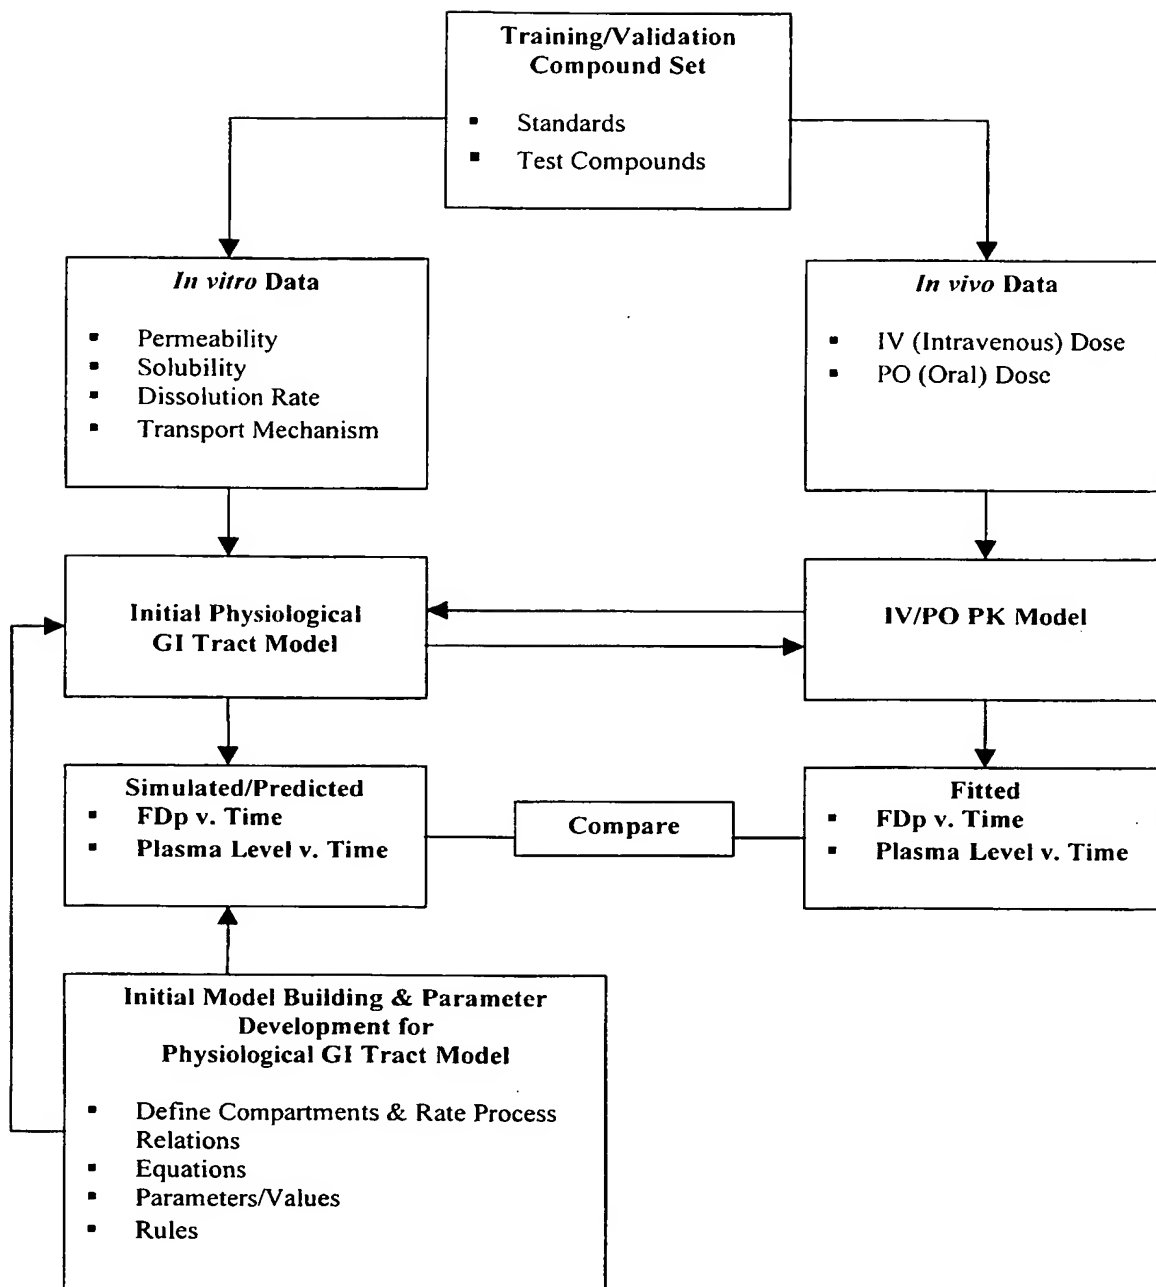 Training/Validation
Compound Set
▪ Standards
▪ Test Compounds
In vitro Data
▪ Permeability
▪ Solubility
▪ Dissolution Rate
▪ Transport Mechanism
In vivo Data
▪ IV (Intravenous) Dose
▪ PO (Oral) Dose
Initial Physiological
GI Tract Model
IV/PO PK Model
Simulated/Predicted
▪ FDp v. Time
▪ Plasma Level v. Time
Compare
Fitted
▪ FDp v. Time
▪ Plasma Level v. Time
Initial Model Building & Parameter
Development for
Physiological GI Tract Model
▪ Define Compartments & Rate Process
Relations
▪ Equations
▪ Parameters/Values
▪ Rules